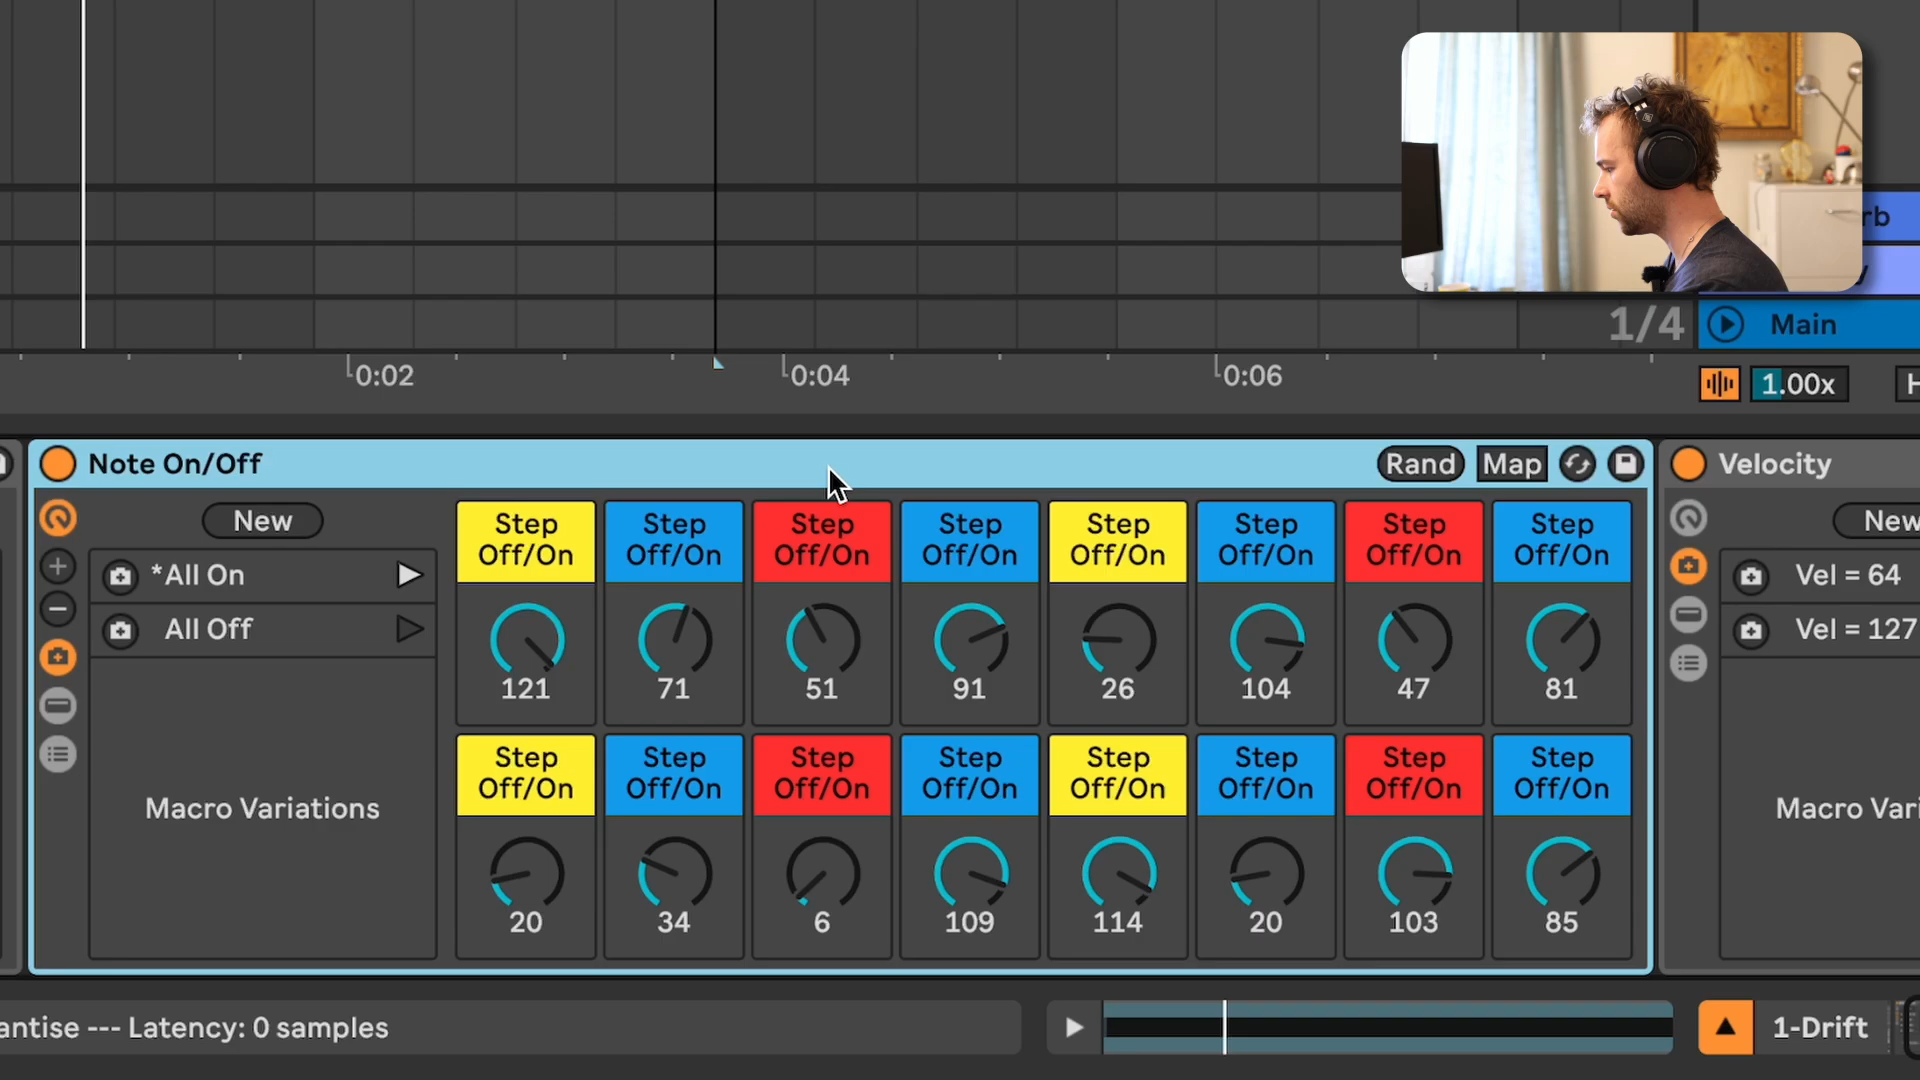 rb
1/4
Main
0:02
0:04
0:06
1.00x
H
Note On/Off
Rand
Map
Velocity
New
*All On
All Off
Macro Variations
Step Off/On
Step Off/On
Step Off/On
Step Off/On
Step Off/On
Step Off/On
Step Off/On
Step Off/On
121
71
51
91
26
104
47
81
Step Off/On
Step Off/On
Step Off/On
Step Off/On
Step Off/On
Step Off/On
Step Off/On
Step Off/On
20
34
6
109
114
20
103
85
New
Vel = 64
Vel = 127
Macro Vari
antise --- Latency: 0 samples
1-Drift